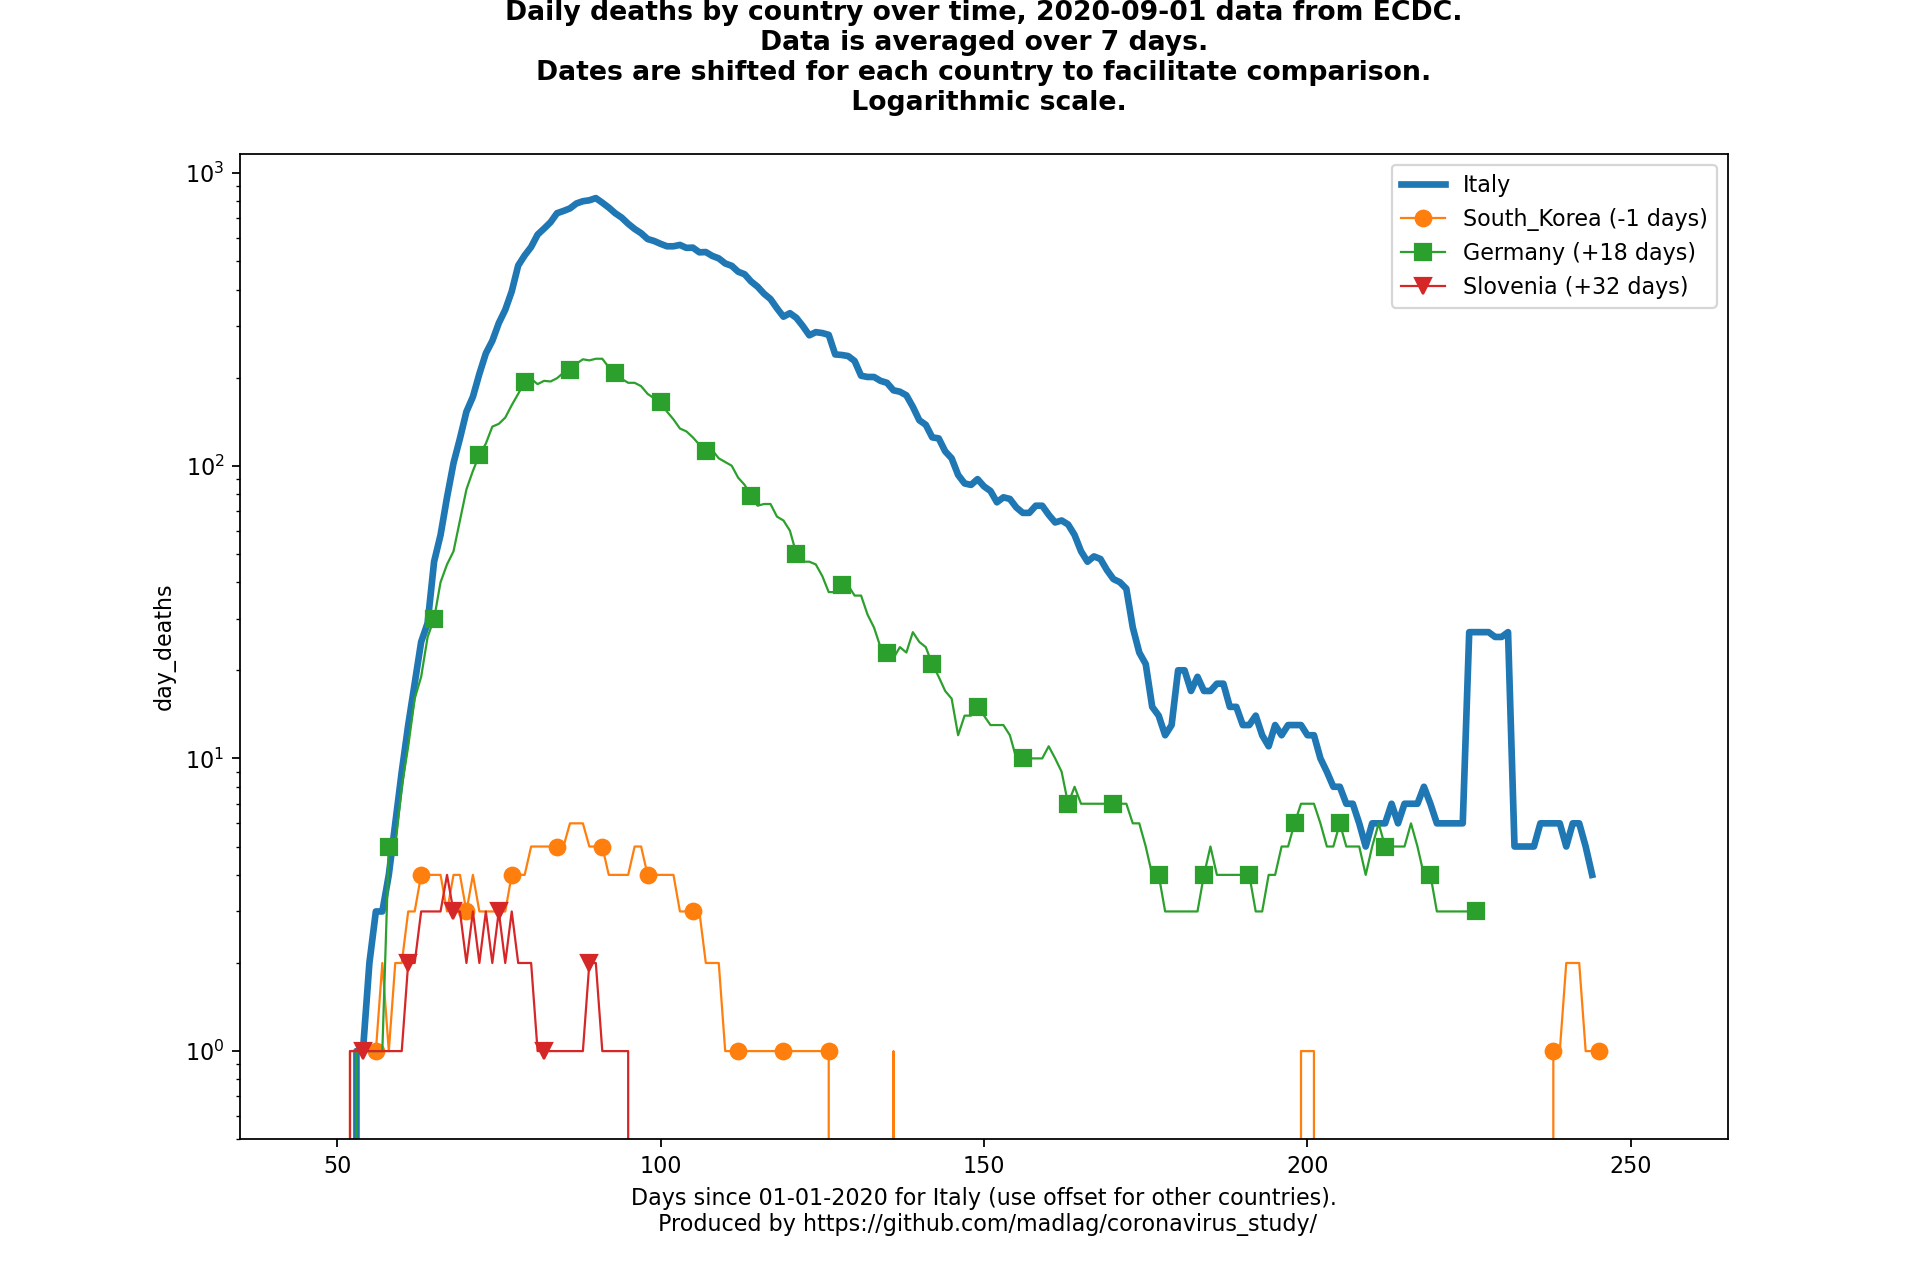 Daily deaths by country over time, 2020-09-01 data from ECDC.
Data is averaged over 7 days.
Dates are shifted for each country to facilitate comparison.
Logarithmic scale.
10³
10²
10¹
10⁰
day_deaths
Italy
South_Korea (-1 days)
Germany (+18 days)
Slovenia (+32 days)
50 100 150 200 250
Days since 01-01-2020 for Italy (use offset for other countries).
Produced by https://github.com/madlag/coronavirus_study/